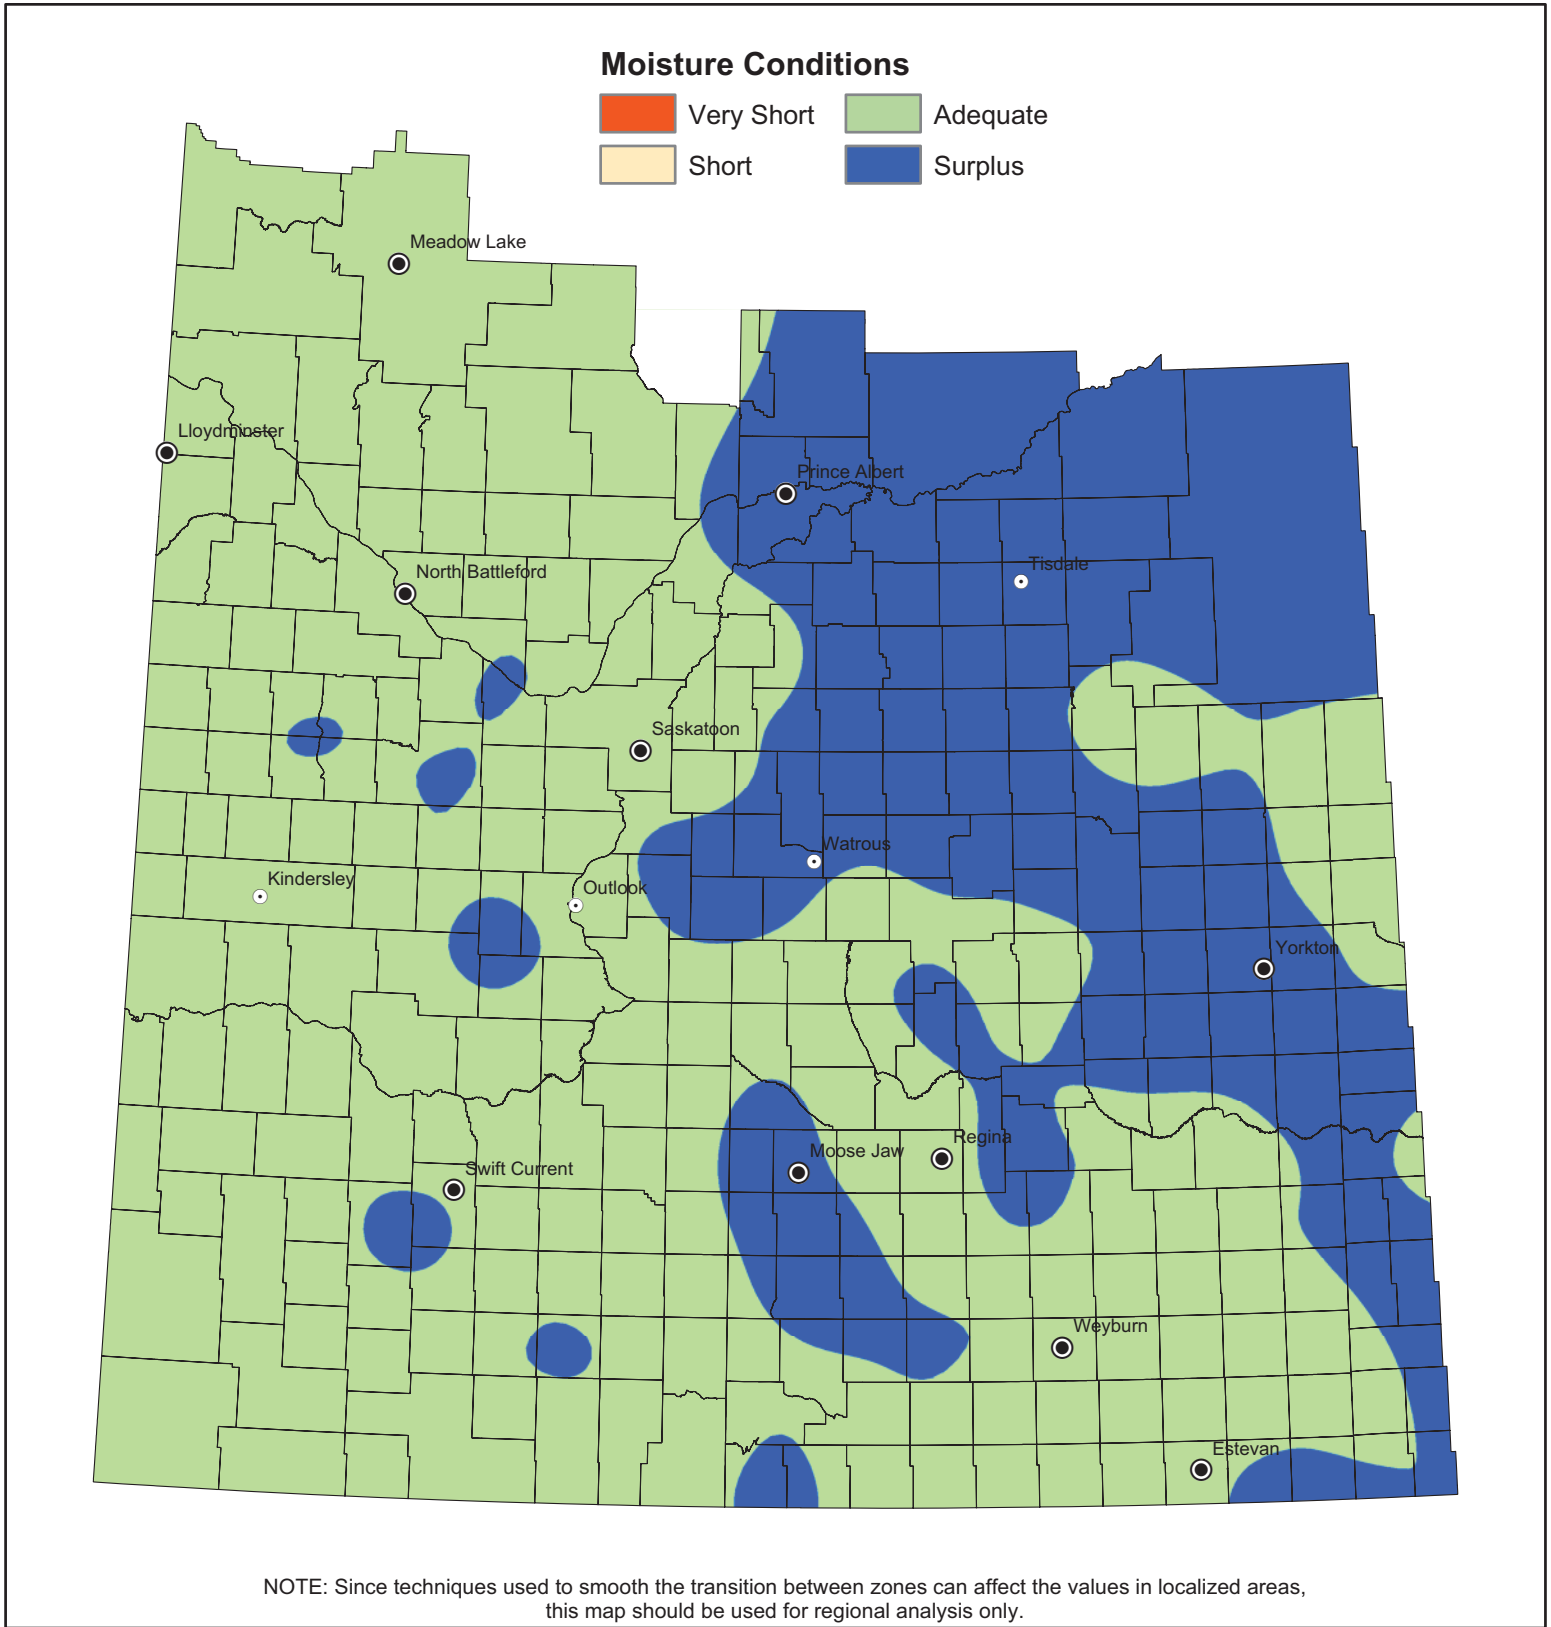 Moisture Conditions
Very Short
Adequate
Short
Surplus
Meadow Lake
Lloydminster
Prince Albert
North Battleford
Tisdale
Saskatoon
Watrous
Kindersley
Outlook
Yorkton
Regina
Moose Jaw
Swift Current
Weyburn
Estevan
NOTE: Since techniques used to smooth the transition between zones can affect the values in localized areas,
this map should be used for regional analysis only.